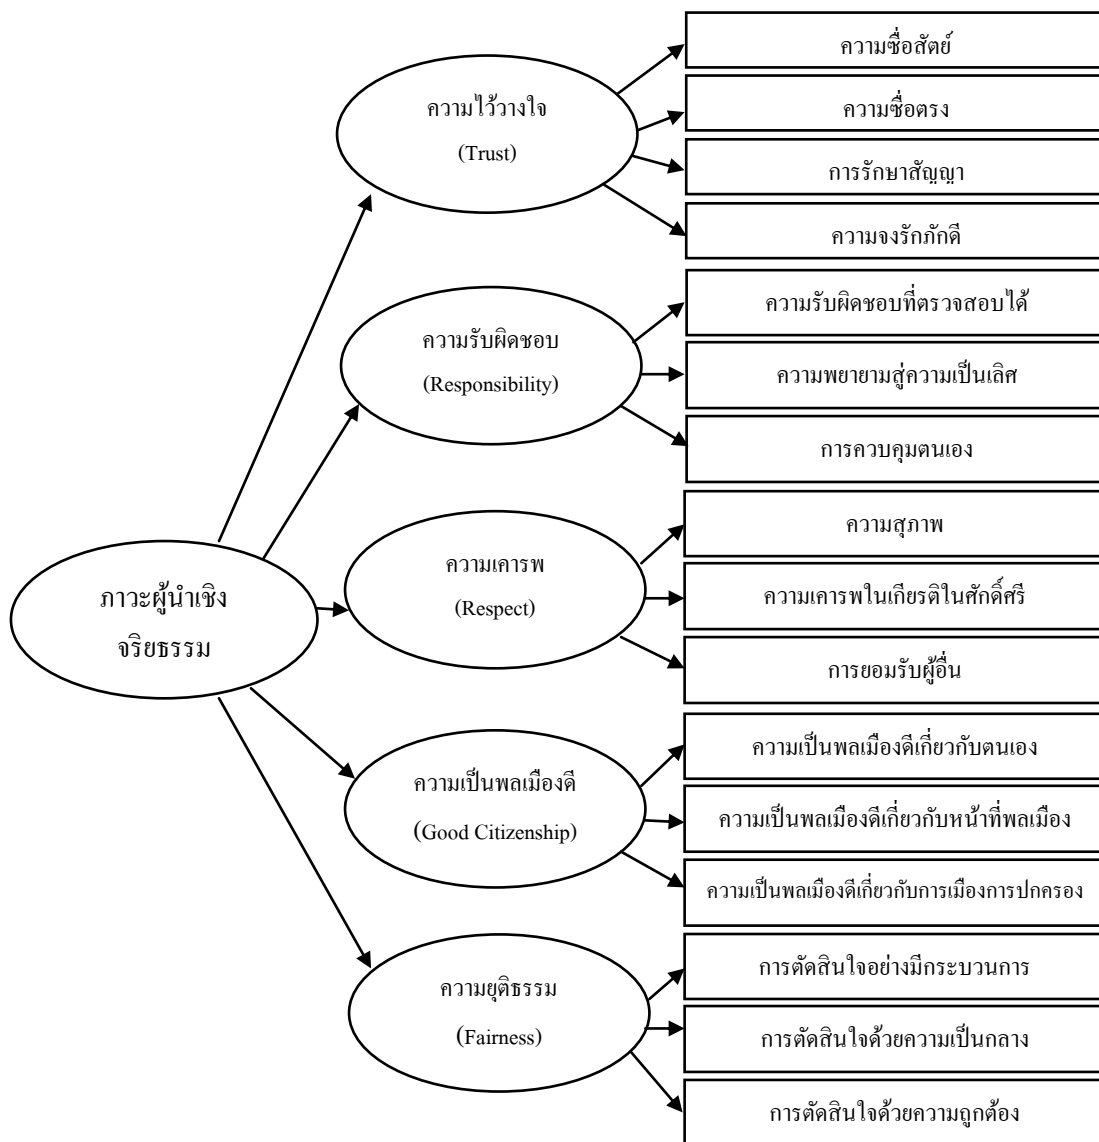 ความซื่อสัตย์
ความไว้วางใจ
(Trust)
ความซื่อตรง
การรักษาสัญญา
ความจงรักภักดี
ความรับผิดชอบ
(Responsibility)
ความรับผิดชอบที่ตรวจสอบได้
ความพยายามสู่ความเป็นเลิศ
การควบคุมตนเอง
ภาวะผู้นำเชิง
จริยธรรม
ความเคารพ
(Respect)
ความสุภาพ
ความเคารพในเกียรติในศักดิ์ศรี
การยอมรับผู้อื่น
ความเป็นพลเมืองดี
(Good Citizenship)
ความเป็นพลเมืองดีเกี่ยวกับตนเอง
ความเป็นพลเมืองดีเกี่ยวกับหน้าที่พลเมือง
ความเป็นพลเมืองดีเกี่ยวกับการเมืองการปกครอง
ความยุติธรรม
(Fairness)
การตัดสินใจอย่างมีกระบวนการ
การตัดสินใจด้วยความเป็นกลาง
การตัดสินใจด้วยความถูกต้อง